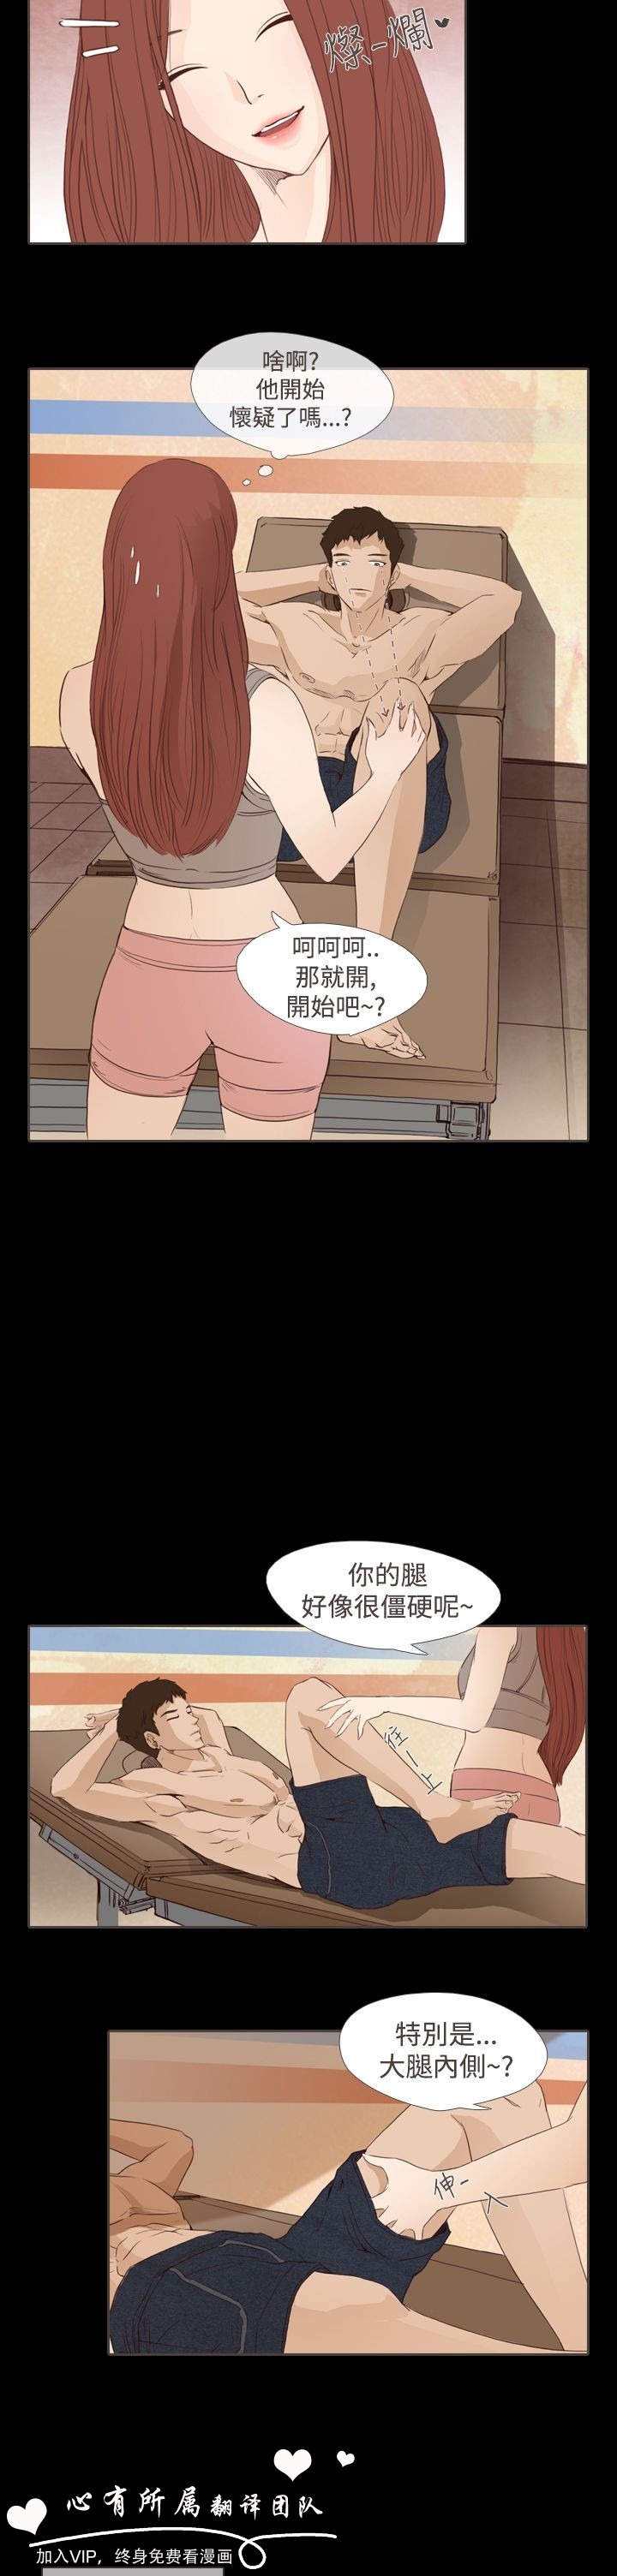 燦-爛
啥啊?
他開始
懷疑了嗎...?
呵呵呵..
那就開,
開始吧~?
你的腿
好像很僵硬呢~
往
上
特別是...
大腿內側~?
伸-
入
心有所属翻译团队
加入VIP，终身免费看漫画